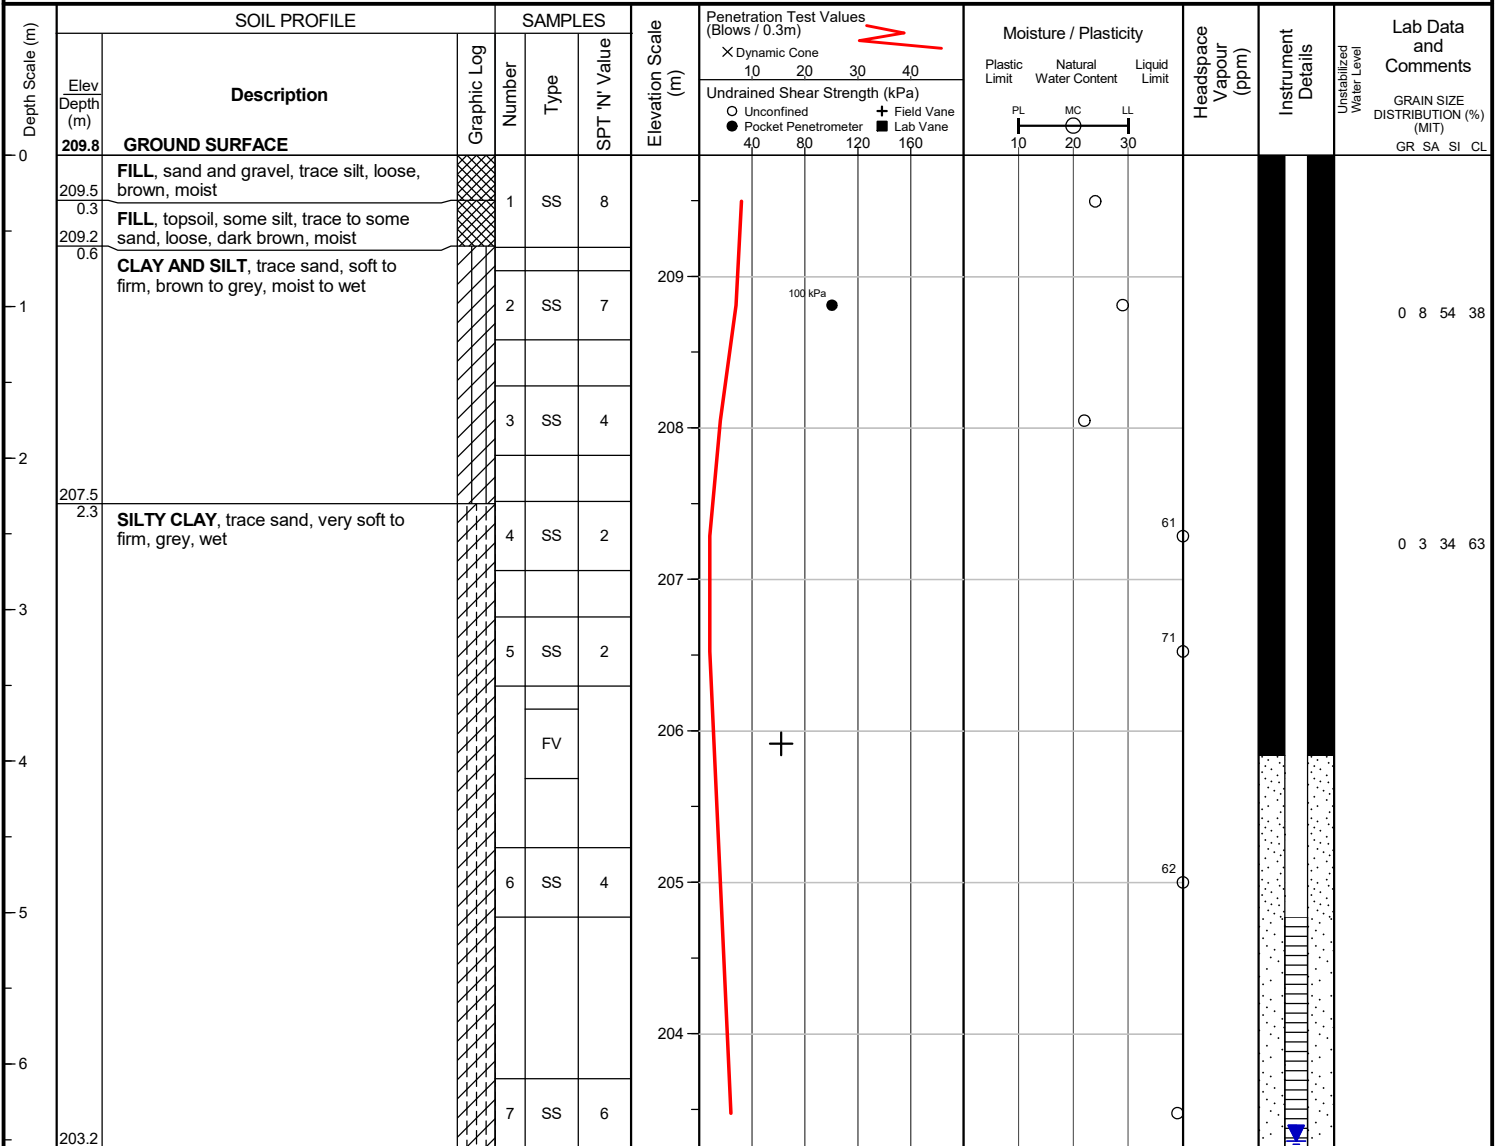 SOIL PROFILE
SAMPLES
Depth Scale (m)
Elev
Depth
(m)
Description
Graphic Log
Number
Type
SPT 'N' Value
Elevation Scale
(m)
Penetration Test Values
(Blows / 0.3m)
Dynamic Cone
10 20 30 40
Undrained Shear Strength (kPa)
Unconfined Field Vane
Pocket Penetrometer Lab Vane
40 80 120 160
Moisture / Plasticity
Plastic Natural Liquid
Limit Water Content Limit
PL MC LL
10 20 30
Headspace
Vapour
(ppm)
Instrument
Details
Unstabilized
Water Level
Lab Data
and
Comments
GRAIN SIZE
DISTRIBUTION (%)
(MIT)
GR SA SI CL
209.8 GROUND SURFACE
0
FILL, sand and gravel, trace silt, loose,
brown, moist
209.5
0.3
1 SS 8
FILL, topsoil, some silt, trace to some
sand, loose, dark brown, moist
209.2
0.6
CLAY AND SILT, trace sand, soft to
firm, brown to grey, moist to wet
209
100 kPa
1
2 SS 7
0 8 54 38
3 SS 4
208
2
207.5
2.3
SILTY CLAY, trace sand, very soft to
firm, grey, wet
4 SS 2
61
0 3 34 63
207
3
5 SS 2
71
206
FV
4
6 SS 4
205
62
5
204
6
7 SS 6
203.2